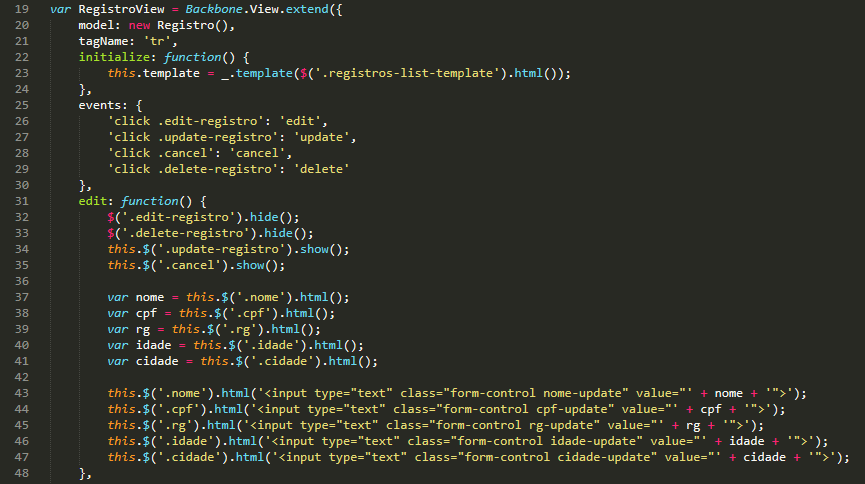 19 var RegistroView = Backbone.View.extend({
20     model: new Registro(),
21     tagName: 'tr',
22     initialize: function() {
23         this.template = _.template($('.registros-list-template').html());
24     },
25     events: {
26         'click .edit-registro': 'edit',
27         'click .update-registro': 'update',
28         'click .cancel': 'cancel',
29         'click .delete-registro': 'delete'
30     },
31     edit: function() {
32         $('.edit-registro').hide();
33         $('.delete-registro').hide();
34         this.$('.update-registro').show();
35         this.$('.cancel').show();
36
37         var nome = this.$('.nome').html();
38         var cpf = this.$('.cpf').html();
39         var rg = this.$('.rg').html();
40         var idade = this.$('.idade').html();
41         var cidade = this.$('.cidade').html();
42
43         this.$('.nome').html('<input type="text" class="form-control nome-update" value="' + nome + '">');
44         this.$('.cpf').html('<input type="text" class="form-control cpf-update" value="' + cpf + '">');
45         this.$('.rg').html('<input type="text" class="form-control rg-update" value="' + rg + '">');
46         this.$('.idade').html('<input type="text" class="form-control idade-update" value="' + idade + '">');
47         this.$('.cidade').html('<input type="text" class="form-control cidade-update" value="' + cidade + '">');
48     },